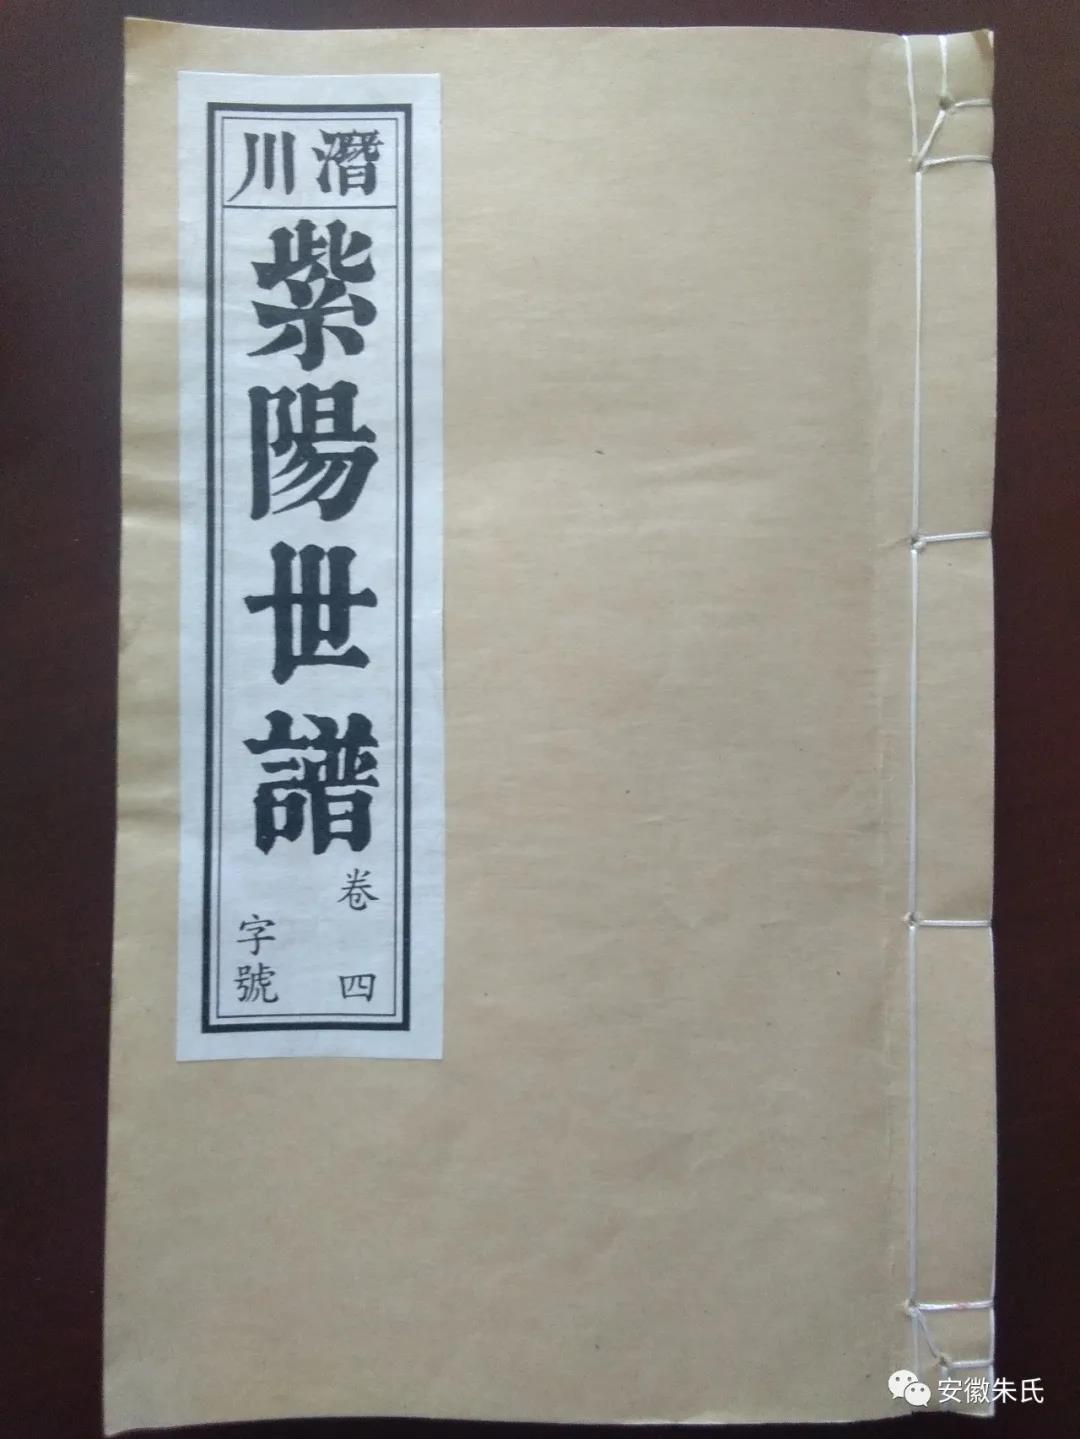 潛川
紫陽世譜
卷四
字號
安徽朱氏